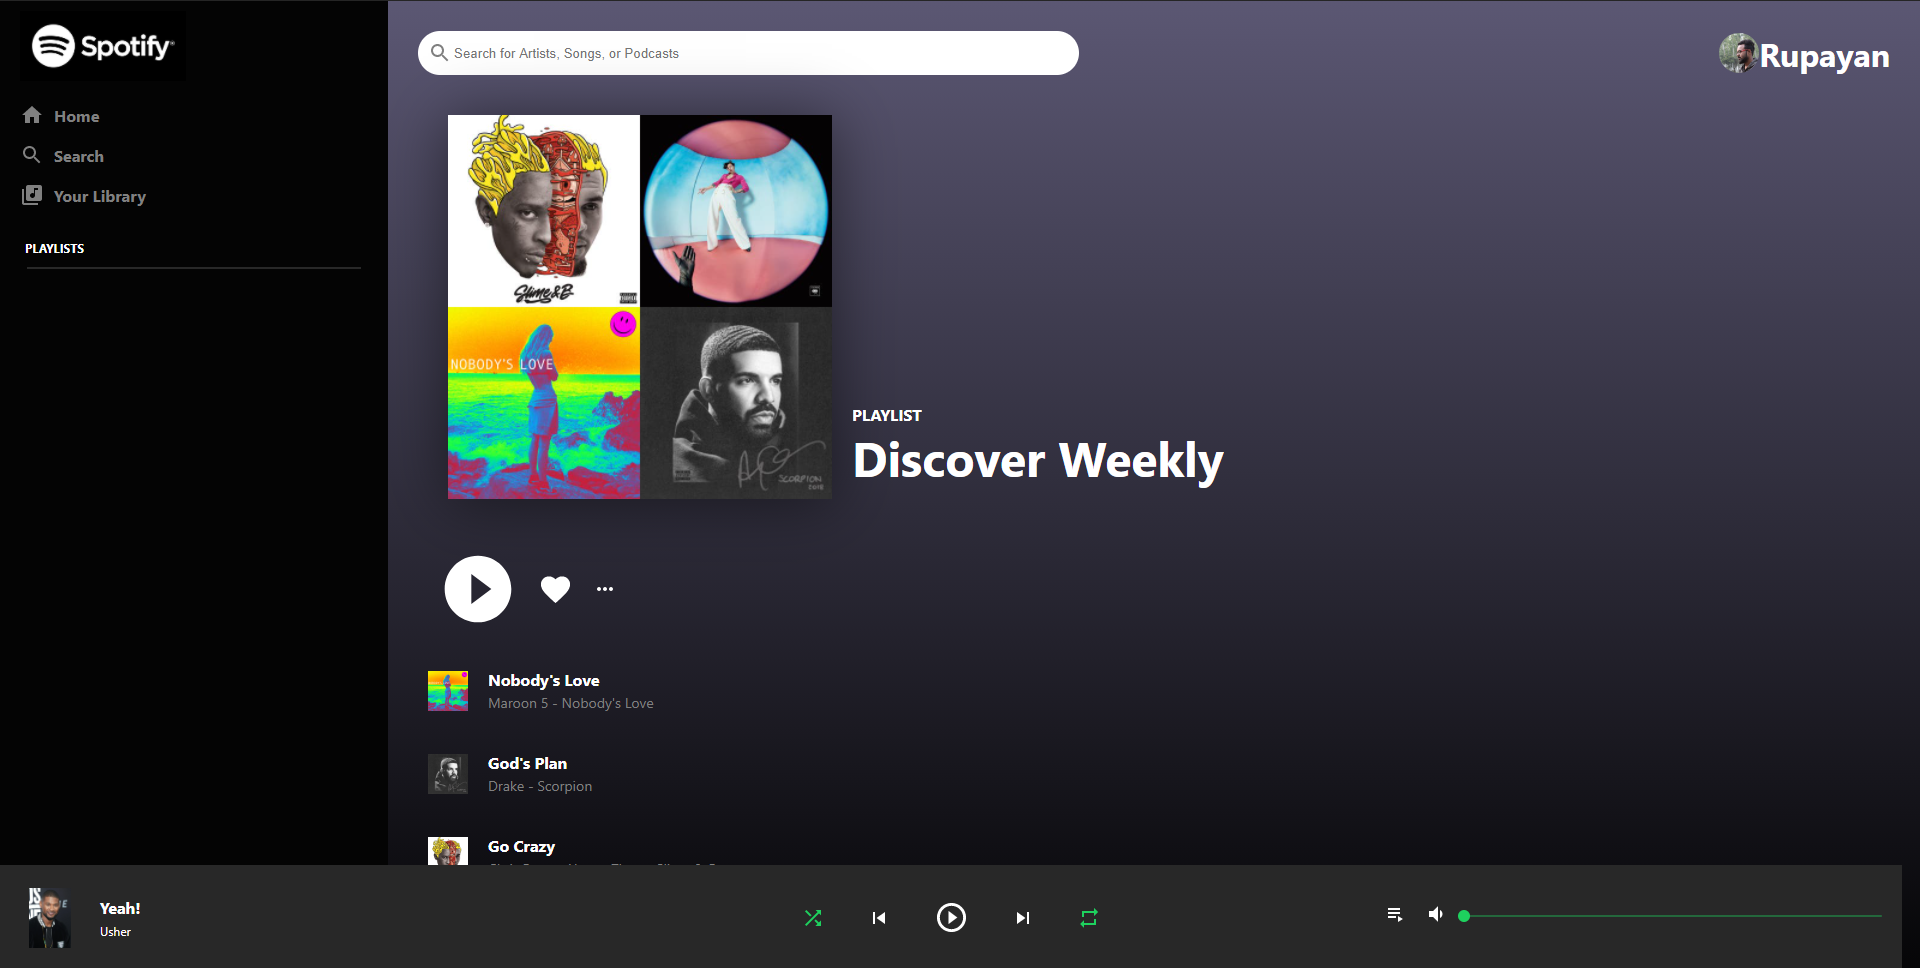 Spotify
Home
Search
Your Library
PLAYLISTS
Search for Artists, Songs, or Podcasts
Rupayan
Slime&B
NOBODY'S LOVE
SCORPION
2018
PLAYLIST
Discover Weekly
Nobody's Love
Maroon 5 - Nobody's Love
God's Plan
Drake - Scorpion
Go Crazy
Yeah!
Usher